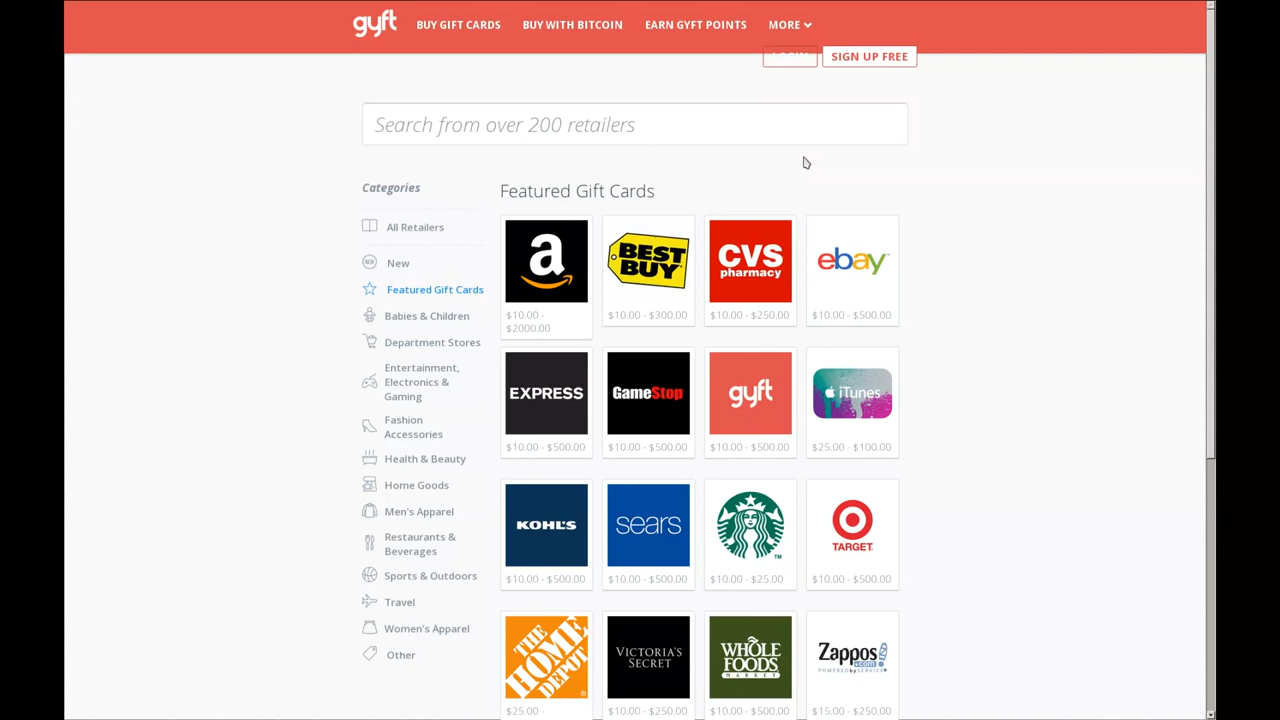 gyft
BUY GIFT CARDS
BUY WITH BITCOIN
EARN GYFT POINTS
MORE
LOGIN
SIGN UP FREE
Search from over 200 retailers
Categories
All Retailers
New
Featured Gift Cards
Babies & Children
Department Stores
Entertainment,
Electronics &
Gaming
Fashion
Accessories
Health & Beauty
Home Goods
Men's Apparel
Restaurants &
Beverages
Sports & Outdoors
Travel
Women's Apparel
Other
Featured Gift Cards
a
$10.00 -
$2000.00
BEST
BUY
$10.00 - $300.00
CVS
pharmacy
$10.00 - $250.00
ebay
$10.00 - $500.00
EXPRESS
$10.00 - $500.00
GameStop
$10.00 - $500.00
gyft
$10.00 - $500.00
iTunes
$25.00 - $100.00
KOHL'S
$10.00 - $500.00
sears
$10.00 - $500.00
$10.00 - $25.00
TARGET
$10.00 - $500.00
THE
HOME
DEPOT
$25.00 -
VICTORIA'S
SECRET
$10.00 - $250.00
WHOLE
FOODS
MARKET
$10.00 - $500.00
Zappos
.com
POWERED by SERVICE
$15.00 - $250.00